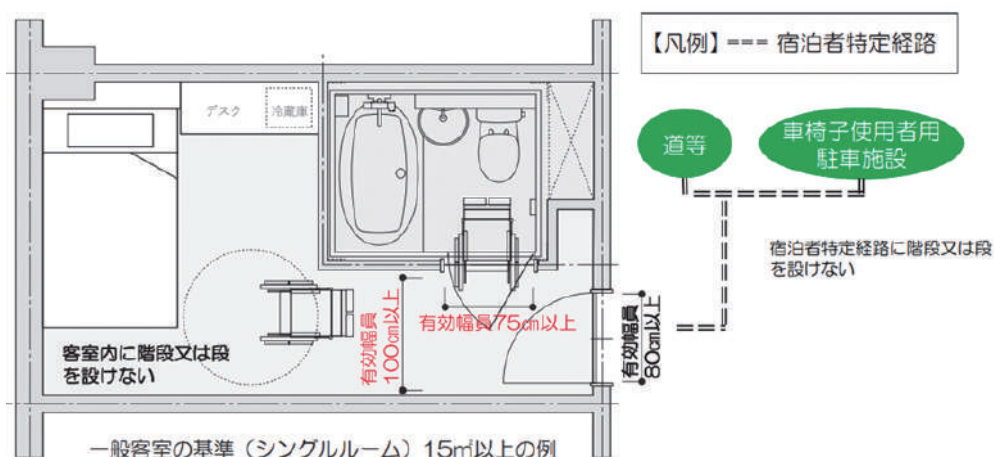 【凡例】=== 宿泊者特定経路
デスク
冷蔵庫
道等
車椅子使用者用
駐車施設
宿泊者特定経路に階段又は段
を設けない
有効幅員
100㎝以上
有効幅員75㎝以上
有効幅員
80㎝以上
客室内に階段又は段
を設けない
一般客室の基準（シングルルーム）15㎡以上の例